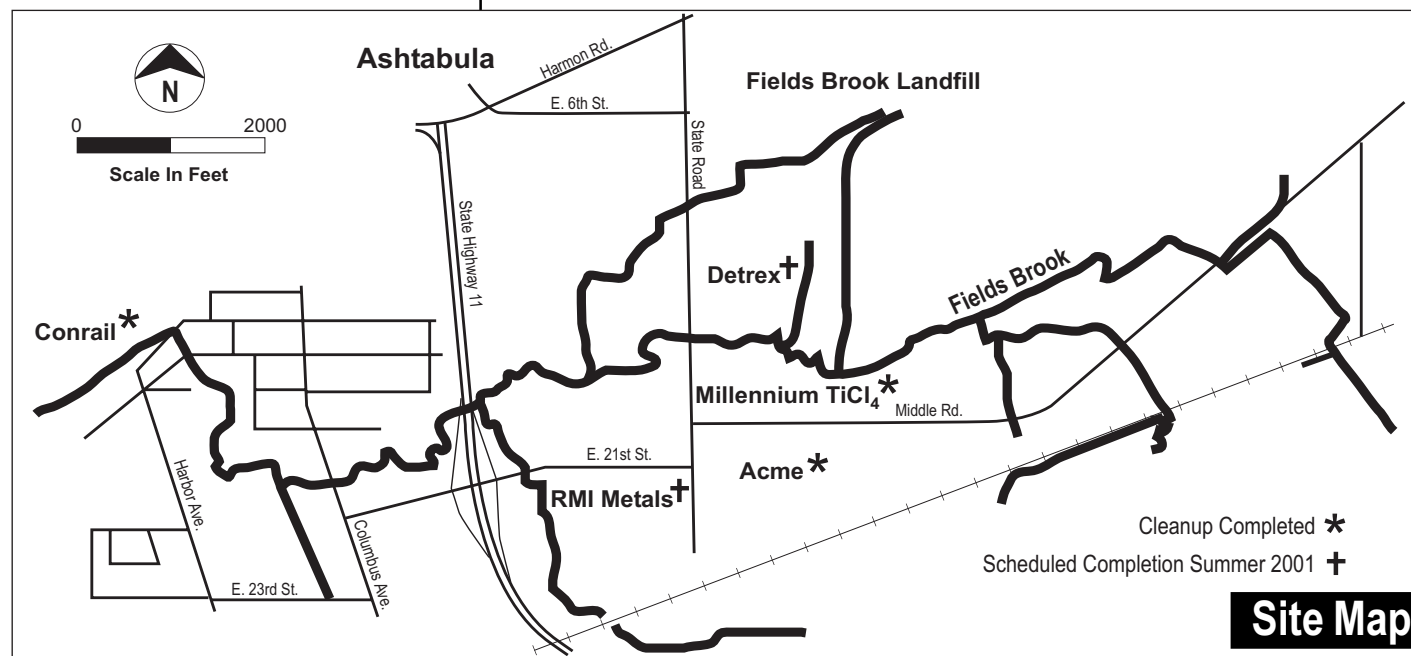 Ashtabula
Harmon Rd.
Fields Brook Landfill
N
E. 6th St.
0 2000
Scale In Feet
State Road
State Highway 11
Detrex†
Fields Brook
Conrail*
Millennium TiCl₄*
Middle Rd.
E. 21st St.
Acme*
RMI Metals†
Harbor Ave.
Columbus Ave.
E. 23rd St.
Cleanup Completed *
Scheduled Completion Summer 2001 †
Site Map